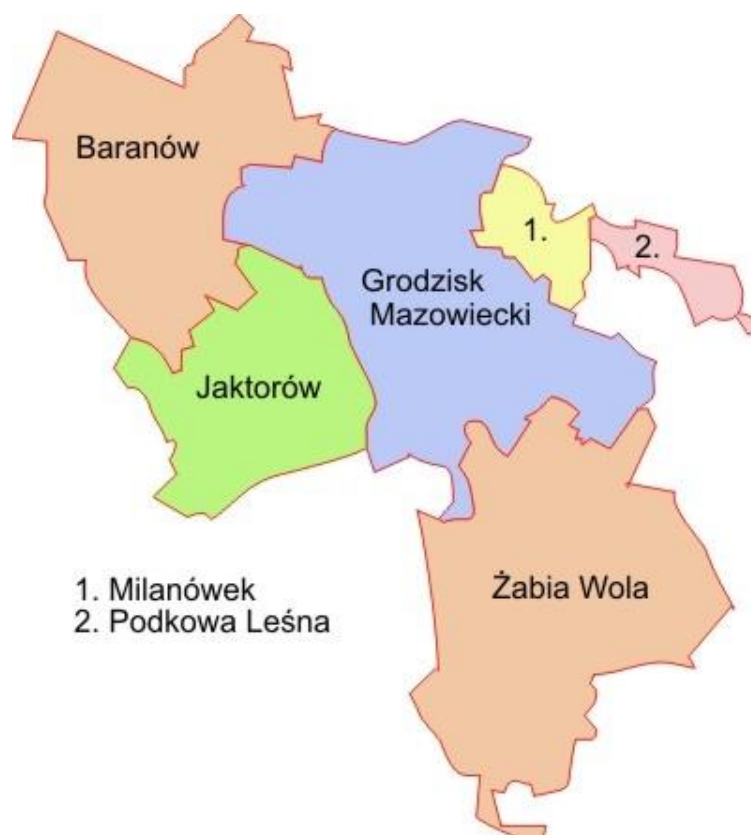 Baranów
1.
2.
Grodzisk
Mazowiecki
Jaktorów
1. Milanówek
2. Podkowa Leśna
Żabia Wola